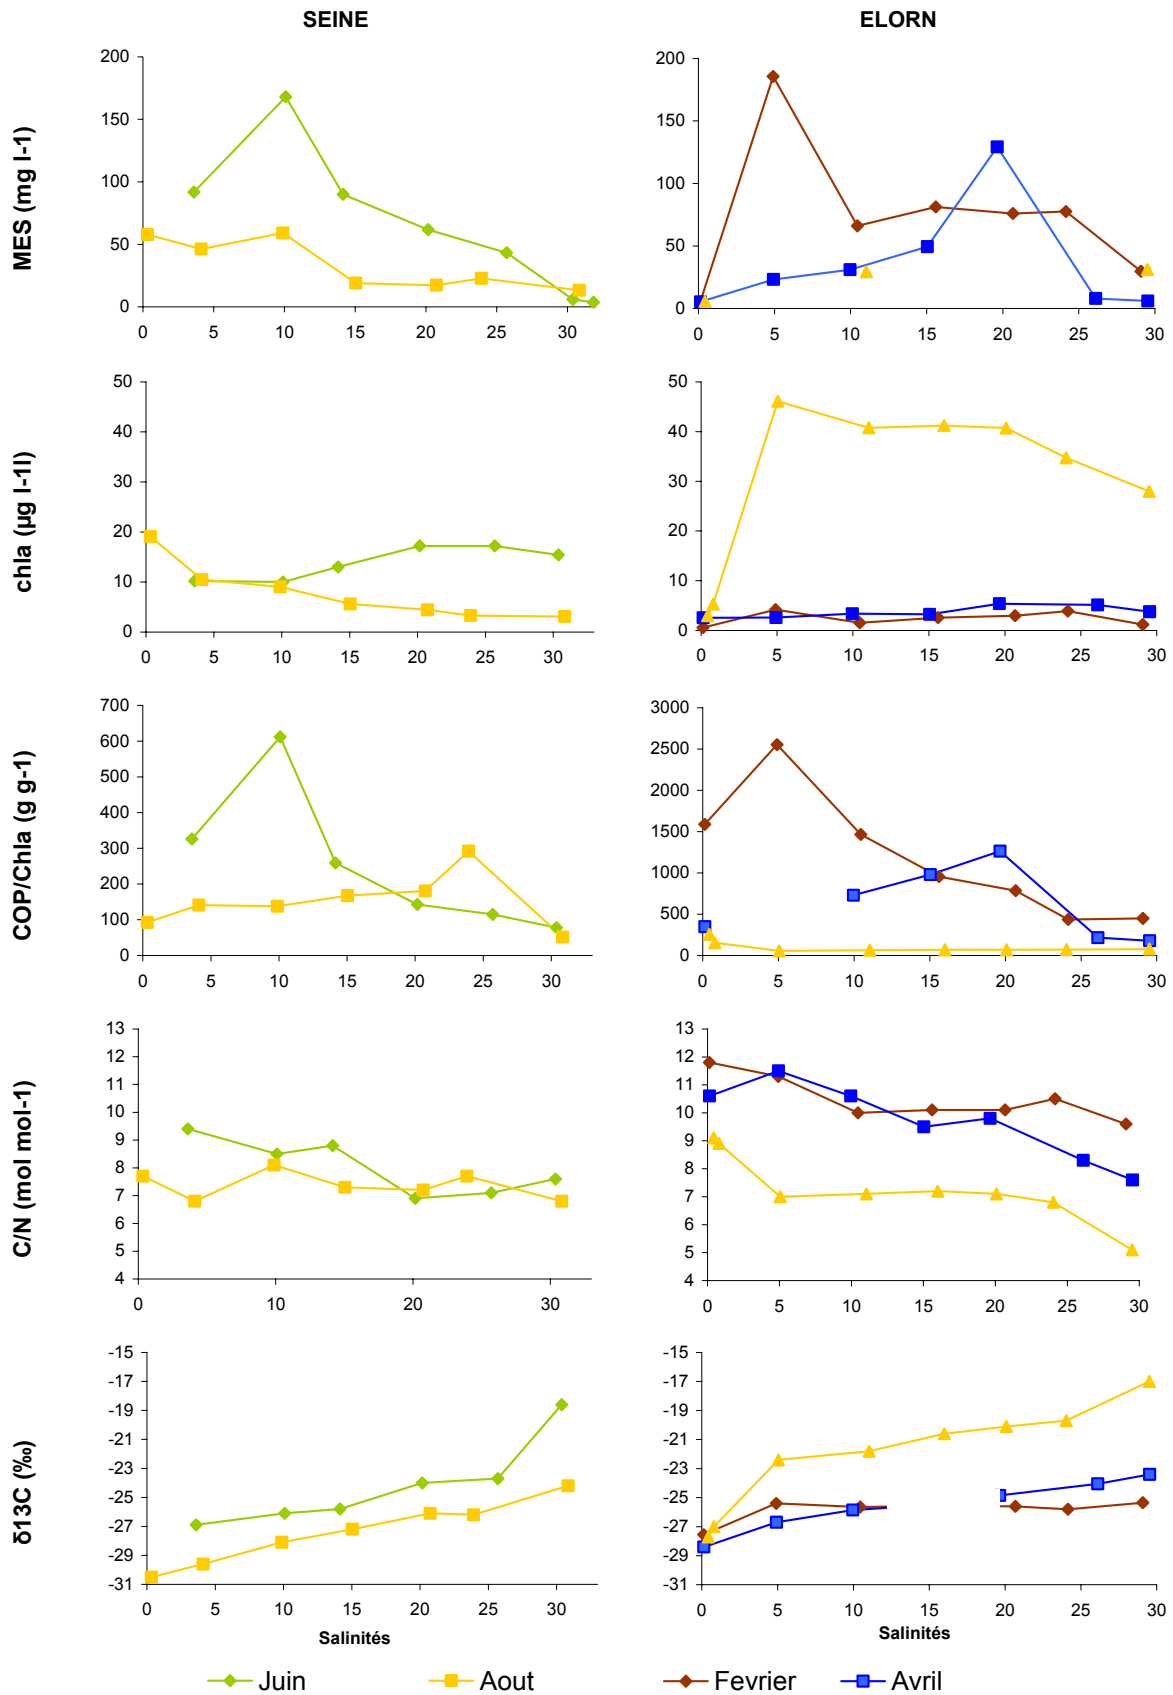 SEINE ELORN
MES (mg l-1)
200 150 100 50 0
0 5 10 15 20 25 30
200 150 100 50 0
0 5 10 15 20 25 30
chla (µg l-1l)
50 40 30 20 10 0
0 5 10 15 20 25 30
50 40 30 20 10 0
0 5 10 15 20 25 30
COP/Chla (g g-1)
700 600 500 400 300 200 100 0
0 5 10 15 20 25 30
3000 2500 2000 1500 1000 500 0
0 5 10 15 20 25 30
C/N (mol mol-1)
13 12 11 10 9 8 7 6 5 4
0 10 20 30
13 12 11 10 9 8 7 6 5 4
0 5 10 15 20 25 30
δ13C (‰)
-15 -17 -19 -21 -23 -25 -27 -29 -31
0 5 10 15 20 25 30
Salinités
-15 -17 -19 -21 -23 -25 -27 -29 -31
0 5 10 15 20 25 30
Salinités
Juin Aout Fevrier Avril